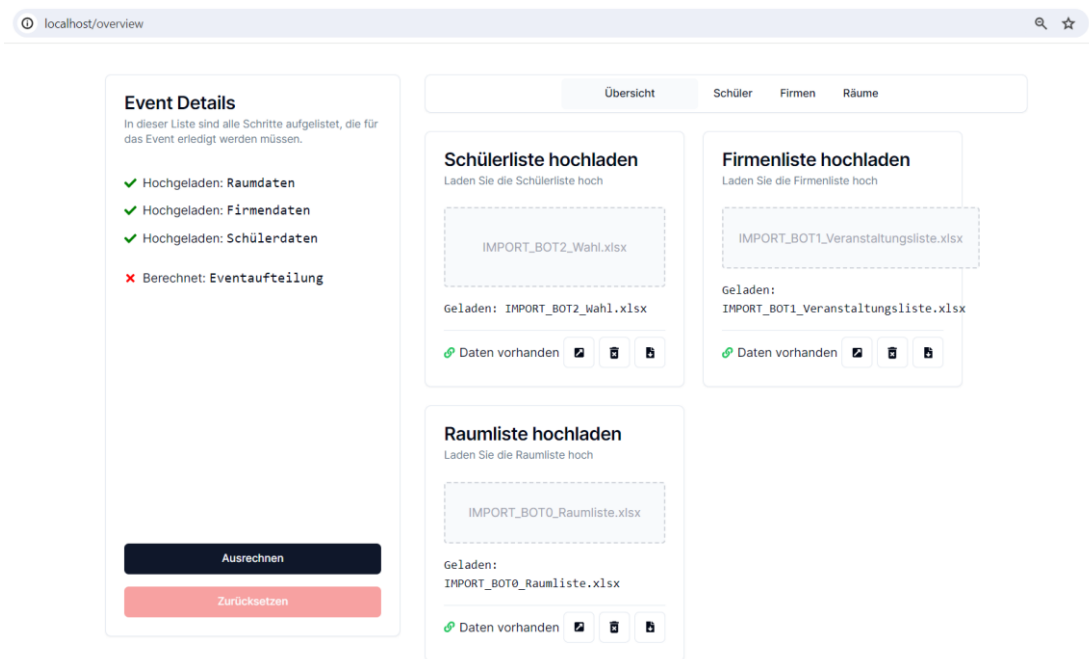 localhost/overview
Event Details
In dieser Liste sind alle Schritte aufgelistet, die für
das Event erledigt werden müssen.
Hochgeladen: Raumdaten
Hochgeladen: Firmendaten
Hochgeladen: Schülerdaten
Berechnet: Eventaufteilung
Ausrechnen
Zurücksetzen
Übersicht
Schüler
Firmen
Räume
Schülerliste hochladen
Laden Sie die Schülerliste hoch
IMPORT_BOT2_Wahl.xlsx
Geladen: IMPORT_BOT2_Wahl.xlsx
Daten vorhanden
Firmenliste hochladen
Laden Sie die Firmenliste hoch
IMPORT_BOT1_Veranstaltungsliste.xlsx
Geladen:
IMPORT_BOT1_Veranstaltungsliste.xlsx
Daten vorhanden
Raumliste hochladen
Laden Sie die Raumliste hoch
IMPORT_BOT0_Raumliste.xlsx
Geladen:
IMPORT_BOT0_Raumliste.xlsx
Daten vorhanden